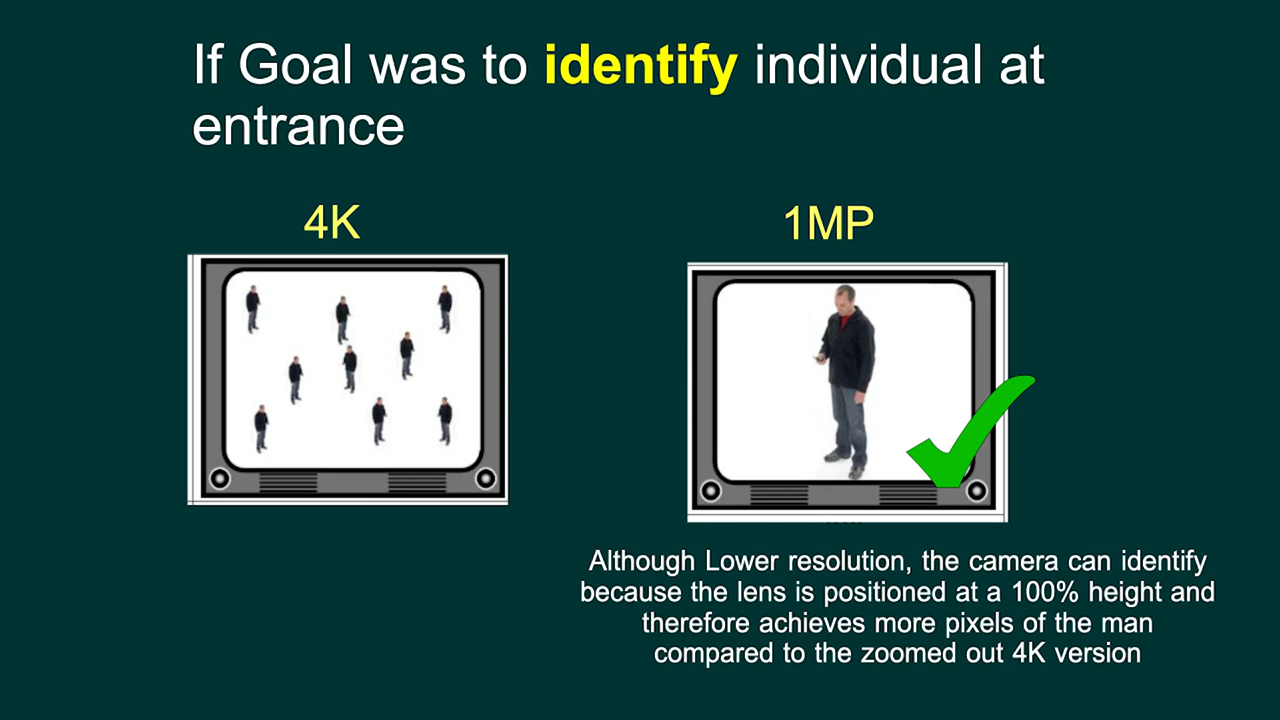 If Goal was to identify individual at
entrance
4K
1MP
Although Lower resolution, the camera can identify
because the lens is positioned at a 100% height and
therefore achieves more pixels of the man
compared to the zoomed out 4K version